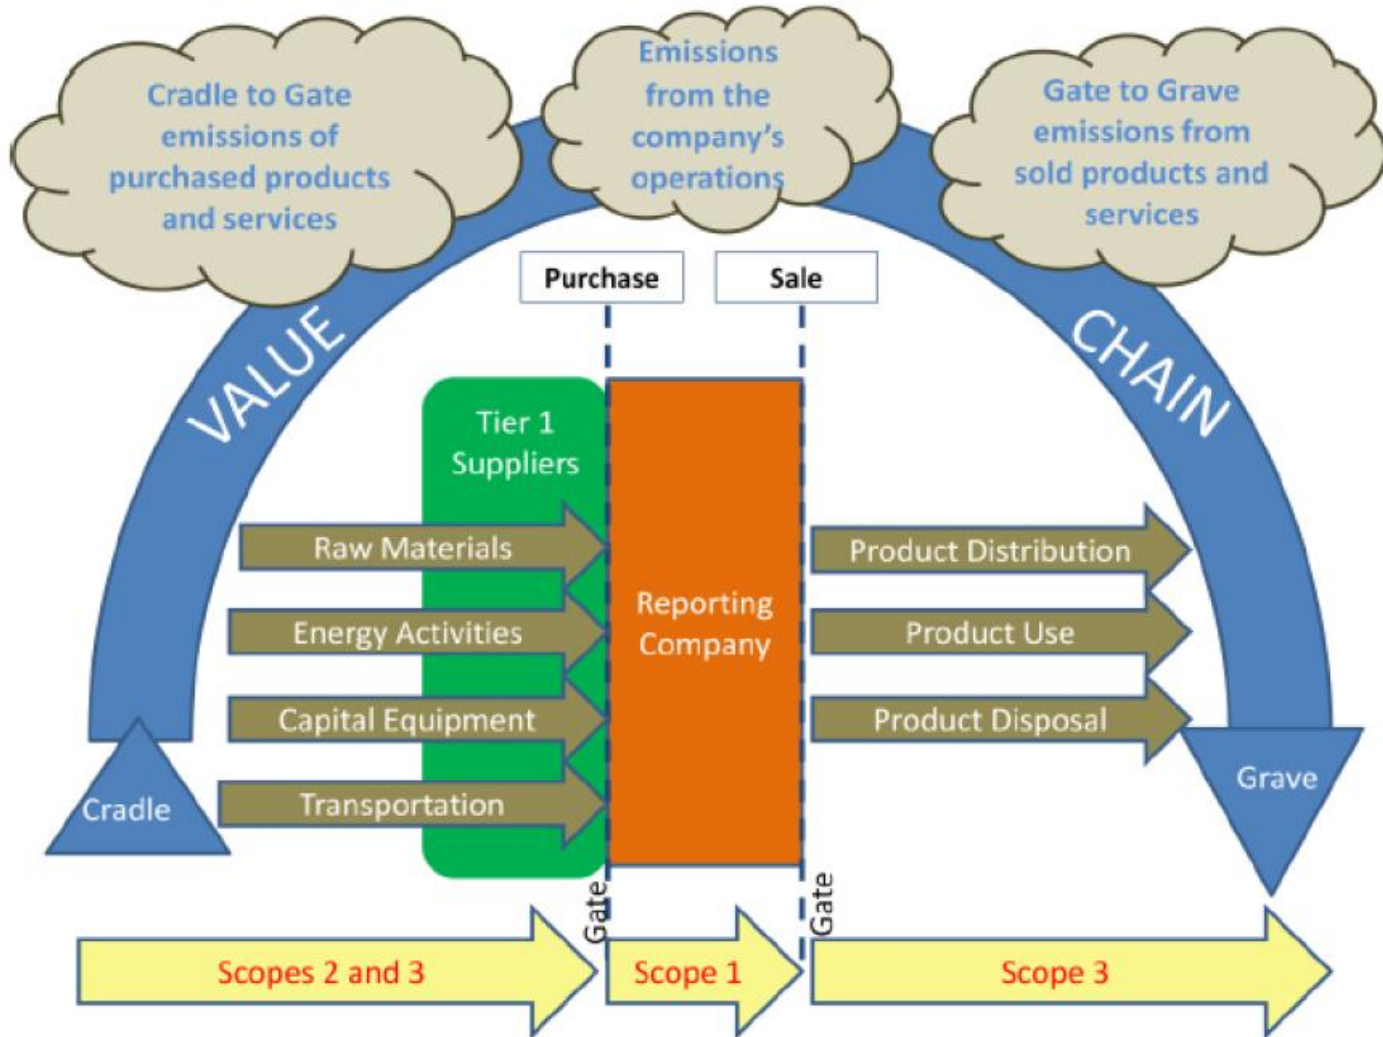 Cradle to Gate
emissions of
purchased products
and services
Emissions
from the
company's
operations
Gate to Grave
emissions from
sold products and
services
Purchase
Sale
VALUE
CHAIN
Tier 1
Suppliers
Raw Materials
Energy Activities
Capital Equipment
Transportation
Reporting
Company
Product Distribution
Product Use
Product Disposal
Cradle
Grave
Gate
Gate
Scopes 2 and 3
Scope 1
Scope 3